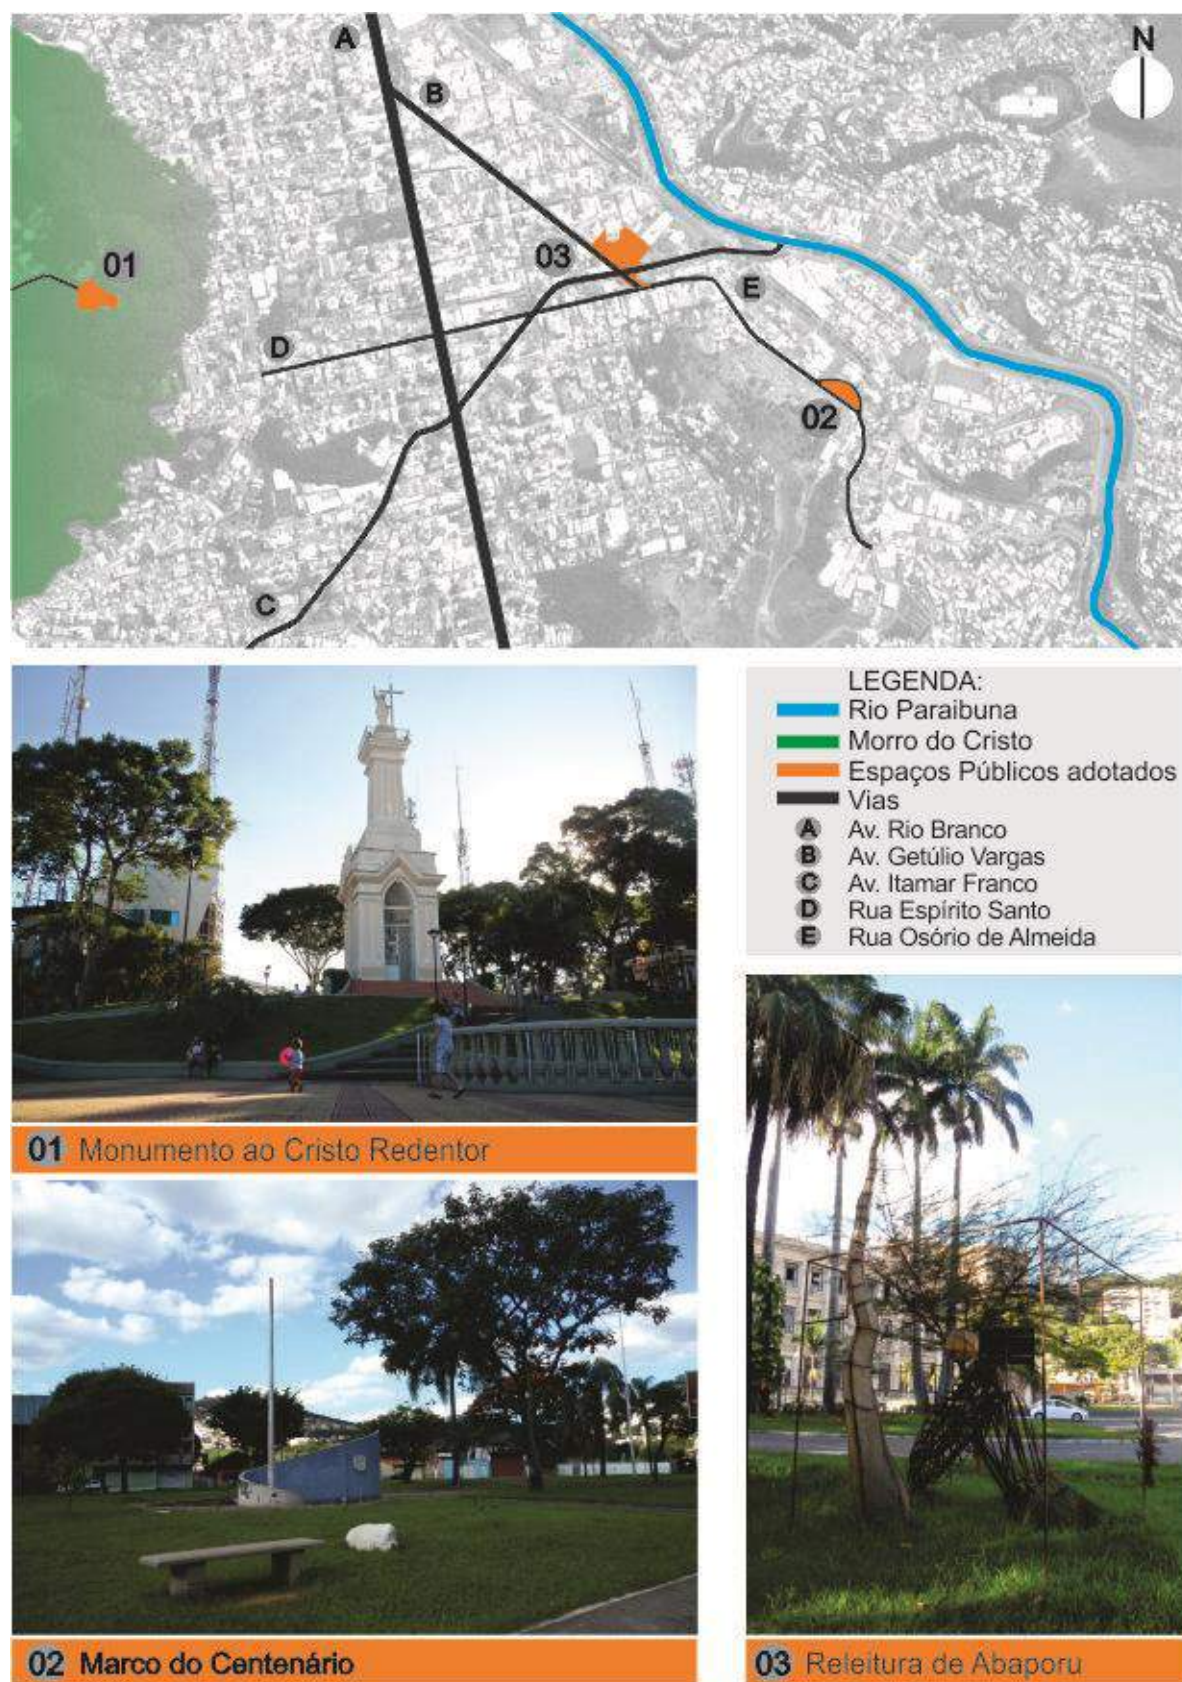 A
N
B
03
01
E
D
02
C
LEGENDA:
Rio Paraibuna
Morro do Cristo
Espaços Públicos adotados
Vias
A Av. Rio Branco
B Av. Getúlio Vargas
C Av. Itamar Franco
D Rua Espírito Santo
E Rua Osório de Almeida
01 Monumento ao Cristo Redentor
02 Marco do Centenário
03 Releitura de Abaporu